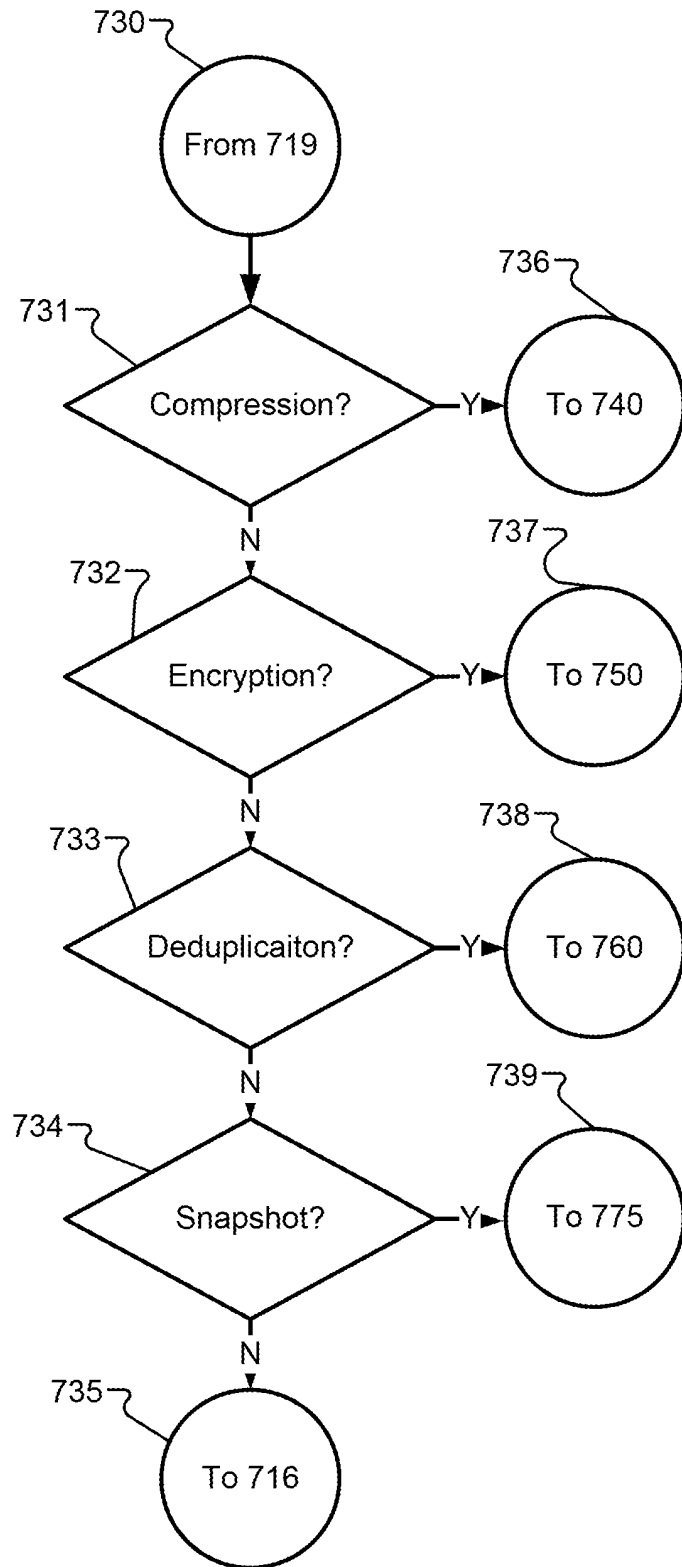 730
From 719
731
736
Compression?
Y
To 740
N
732
737
Encryption?
Y
To 750
N
733
738
Deduplicaiton?
Y
To 760
N
734
739
Snapshot?
Y
To 775
N
735
To 716